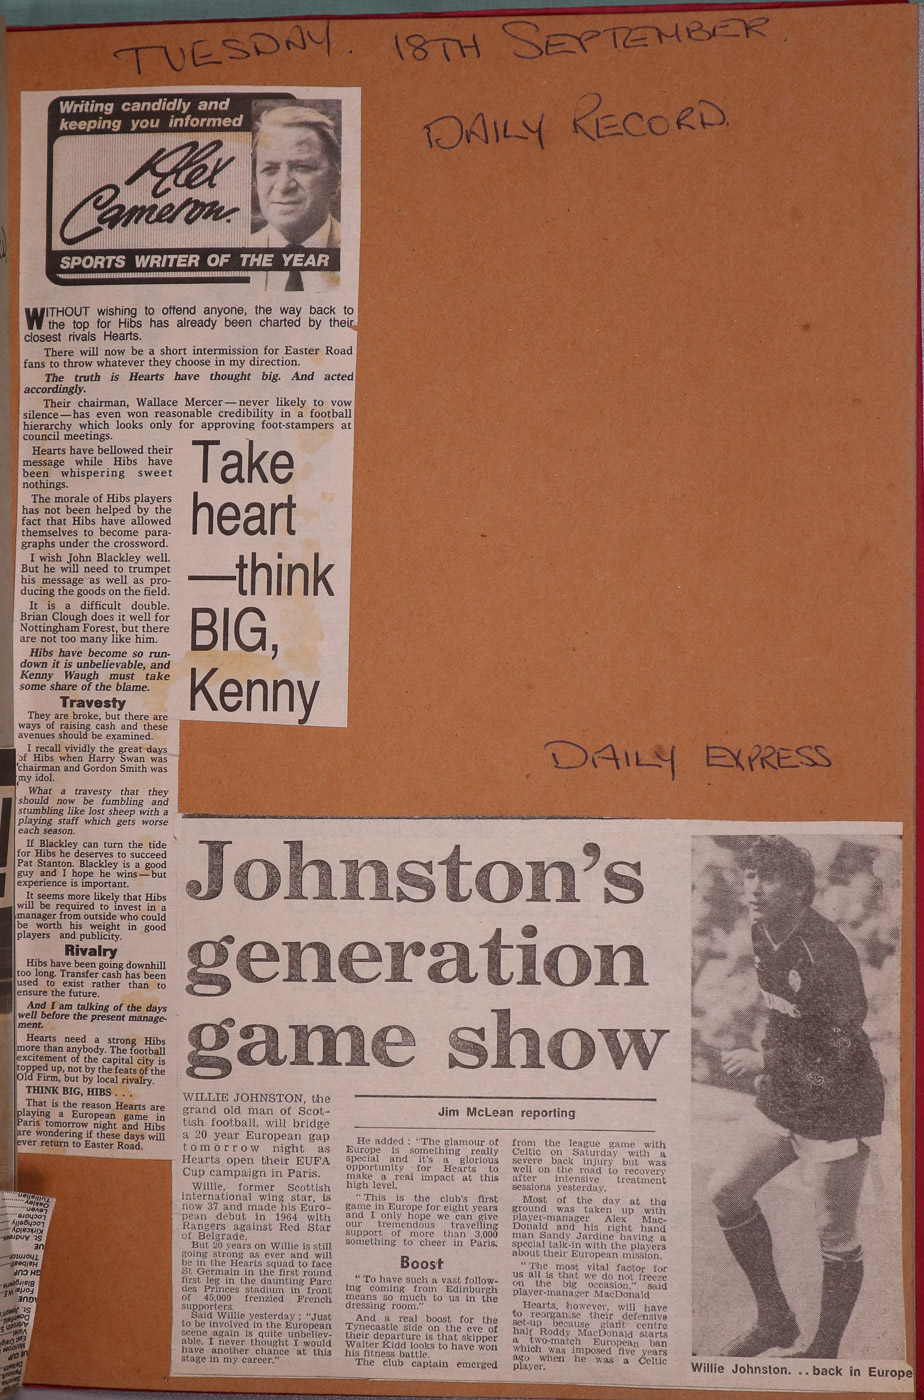 TUESDAY. 18TH SEPTEMBER.
DAILY RECORD.
Writing candidly and
keeping you informed
Alex
Cameron.
SPORTS WRITER OF THE YEAR
WITHOUT wishing to offend anyone, the way back to
the top for Hibs has already been charted by their
closest rivals Hearts.
There will now be a short intermission for Easter Road
fans to throw whatever they choose in my direction.
The truth is Hearts have thought big. And acted
accordingly.
Their chairman, Wallace Mercer—never likely to vow
silence—has even won reasonable credibility in a football
hierarchy which looks only for approving foot-stampers at
council meetings.
Hearts have bellowed their
message while Hibs have
been whispering sweet
nothings.
The morale of Hibs players
has not been helped by the
fact that Hibs have allowed
themselves to become para-
graphs under the crossword.
I wish John Blackley well.
But he will need to trumpet
his message as well as pro-
ducing the goods on the field.
It is a difficult double.
Brian Clough does it well for
Nottingham Forest, but there
are not too many like him.
Hibs have become so run-
down it is unbelievable, and
Kenny Waugh must take
some share of the blame.
Travesty
They are broke, but there are
ways of raising cash and these
avenues should be examined.
I recall vividly the great days
of Hibs when Harry Swan was
chairman and Gordon Smith was
my idol.
What a travesty that they
should now be fumbling and
stumbling like lost sheep with a
playing staff which gets worse
each season.
If Blackley can turn the tide
for Hibs he deserves to succeed
Pat Stanton. Blackley is a good
guy and I hope he wins—but
experience is important.
It seems more likely that Hibs
will be required to invest in a
manager from outside who could
be worth his weight in good
players and publicity.
Rivalry
Hibs have been going downhill
too long. Transfer cash has been
used to exist rather than to
ensure the future.
And I am talking of the days
well before the present manage-
ment.
Hearts need a strong Hibs
more than anybody. The football
excitement of the capital city is
topped up, not by the feats of the
Old Firm, but by local rivalry.
THINK BIG, HIBS . . .
That is the reason Hearts are
playing a European game in
Paris tomorrow night and Hibs
are wondering if these days will
ever return to Easter Road.
Take
heart
—think
BIG,
Kenny
DAILY EXPRESS
Johnston's
generation
game show
WILLIE JOHNSTON, the
grand old man of Scot-
tish football, will bridge
a 20 year European gap
tomorrow night as
Hearts open their EUFA
Cup campaign in Paris.
Willie, former Scottish
international wing star, is
now 37 and made his Euro-
pean debut in 1964 with
Rangers against Red Star
of Belgrade.
But 20 years on Willie is still
going strong as ever and will
be in the Hearts squad to face
St Germain in the first round
first leg in the daunting Parc
des Princes stadium in front
of 45,000 frenzied French
supporters.
Said Willie yesterday : "Just
to be involved in the European
scene again is quite unbeliev-
able. I never thought I would
have another chance at this
stage in my career."
Jim McLean reporting
He added : "The glamour of
Europe is something really
special and it's a glorious
opportunity for Hearts to
make a real impact at this
high level.
"This is the club's first
game in Europe for eight years
and I only hope we can give
our tremendous travelling
support of more than 3,000
something to cheer in Paris.
Boost
"To have such a vast follow-
ing coming from Edinburgh
means so much to us in the
dressing room."
And a real boost for the
Tynecastle side on the eve of
their departure is that skipper
Walter Kidd looks to have won
his fitness battle.
The club captain emerged
from the league game with
Celtic on Saturday with a
severe back injury but was
well on the road to recovery
after intensive treatment
sessions yesterday.
Most of the day at the
ground was taken up with
player-manager Alex Mac-
Donald and his right hand
man Sandy Jardine having a
special talk-in with the players
about their European mission.
"The most vital factor for
us all is that we do not freeze
on the big occasion," said
player-manager MacDonald
Hearts, however, will have
to reorganise their defensive
set-up because giant centre
half Roddy MacDonald starts
a two-match European ban
which was imposed five years
ago when he was a Celtic
player.
Willie Johnston. . . back in Europe